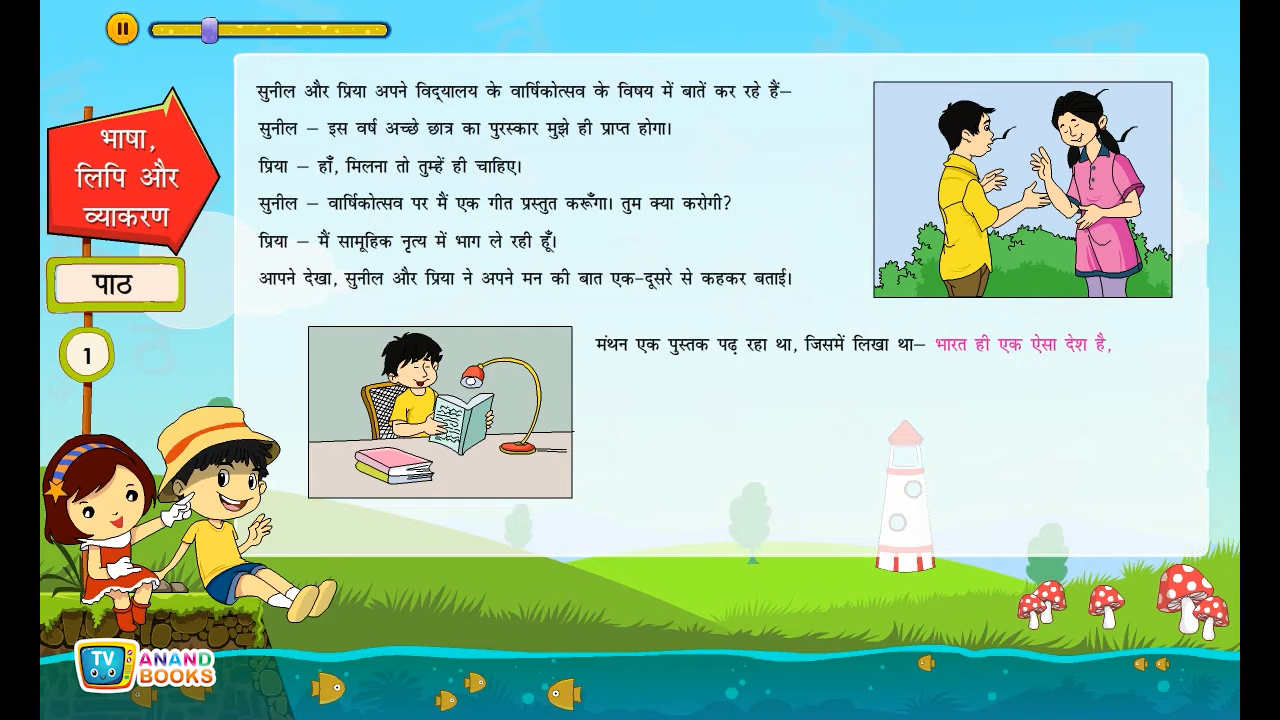 भाषा,
लिपि और
व्याकरण
पाठ
1
सुनील और प्रिया अपने विद्यालय के वार्षिकोत्सव के विषय में बातें कर रहे हैं–
सुनील – इस वर्ष अच्छे छात्र का पुरस्कार मुझे ही प्राप्त होगा।
प्रिया – हाँ, मिलना तो तुम्हें ही चाहिए।
सुनील – वार्षिकोत्सव पर मैं एक गीत प्रस्तुत करूँगा। तुम क्या करोगी?
प्रिया – मैं सामूहिक नृत्य में भाग ले रही हूँ।
आपने देखा, सुनील और प्रिया ने अपने मन की बात एक-दूसरे से कहकर बताई।
मंथन एक पुस्तक पढ़ रहा था, जिसमें लिखा था– भारत ही एक ऐसा देश है,
TV ANAND
BOOKS